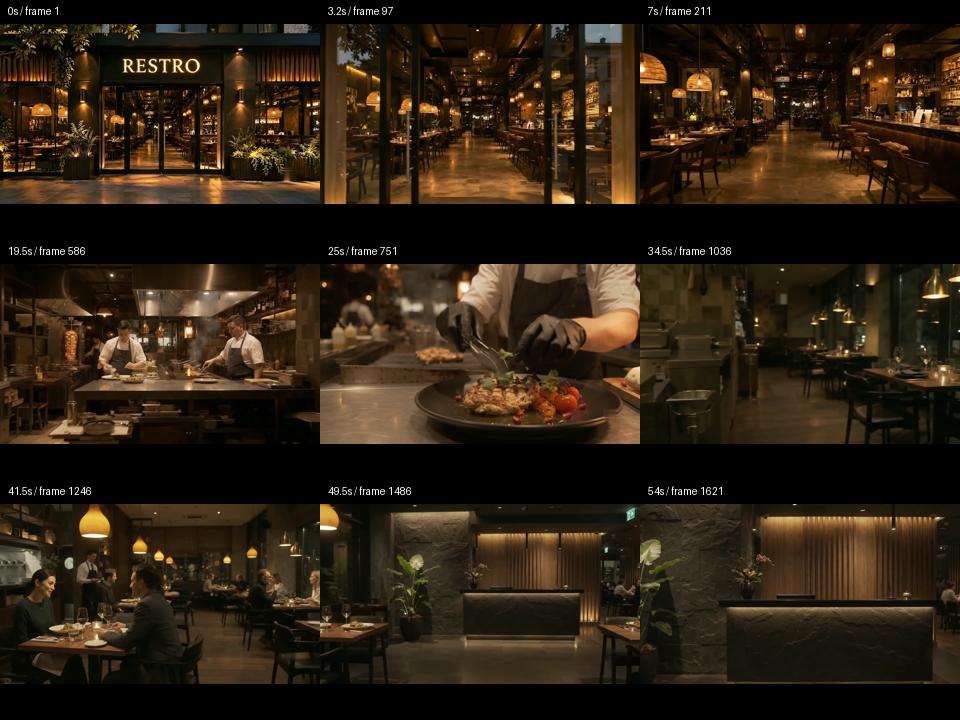 0s / frame 1
3.2s / frame 97
7s / frame 211
RESTRO
19.5s / frame 586
25s / frame 751
34.5s / frame 1036
41.5s / frame 1246
49.5s / frame 1486
54s / frame 1621